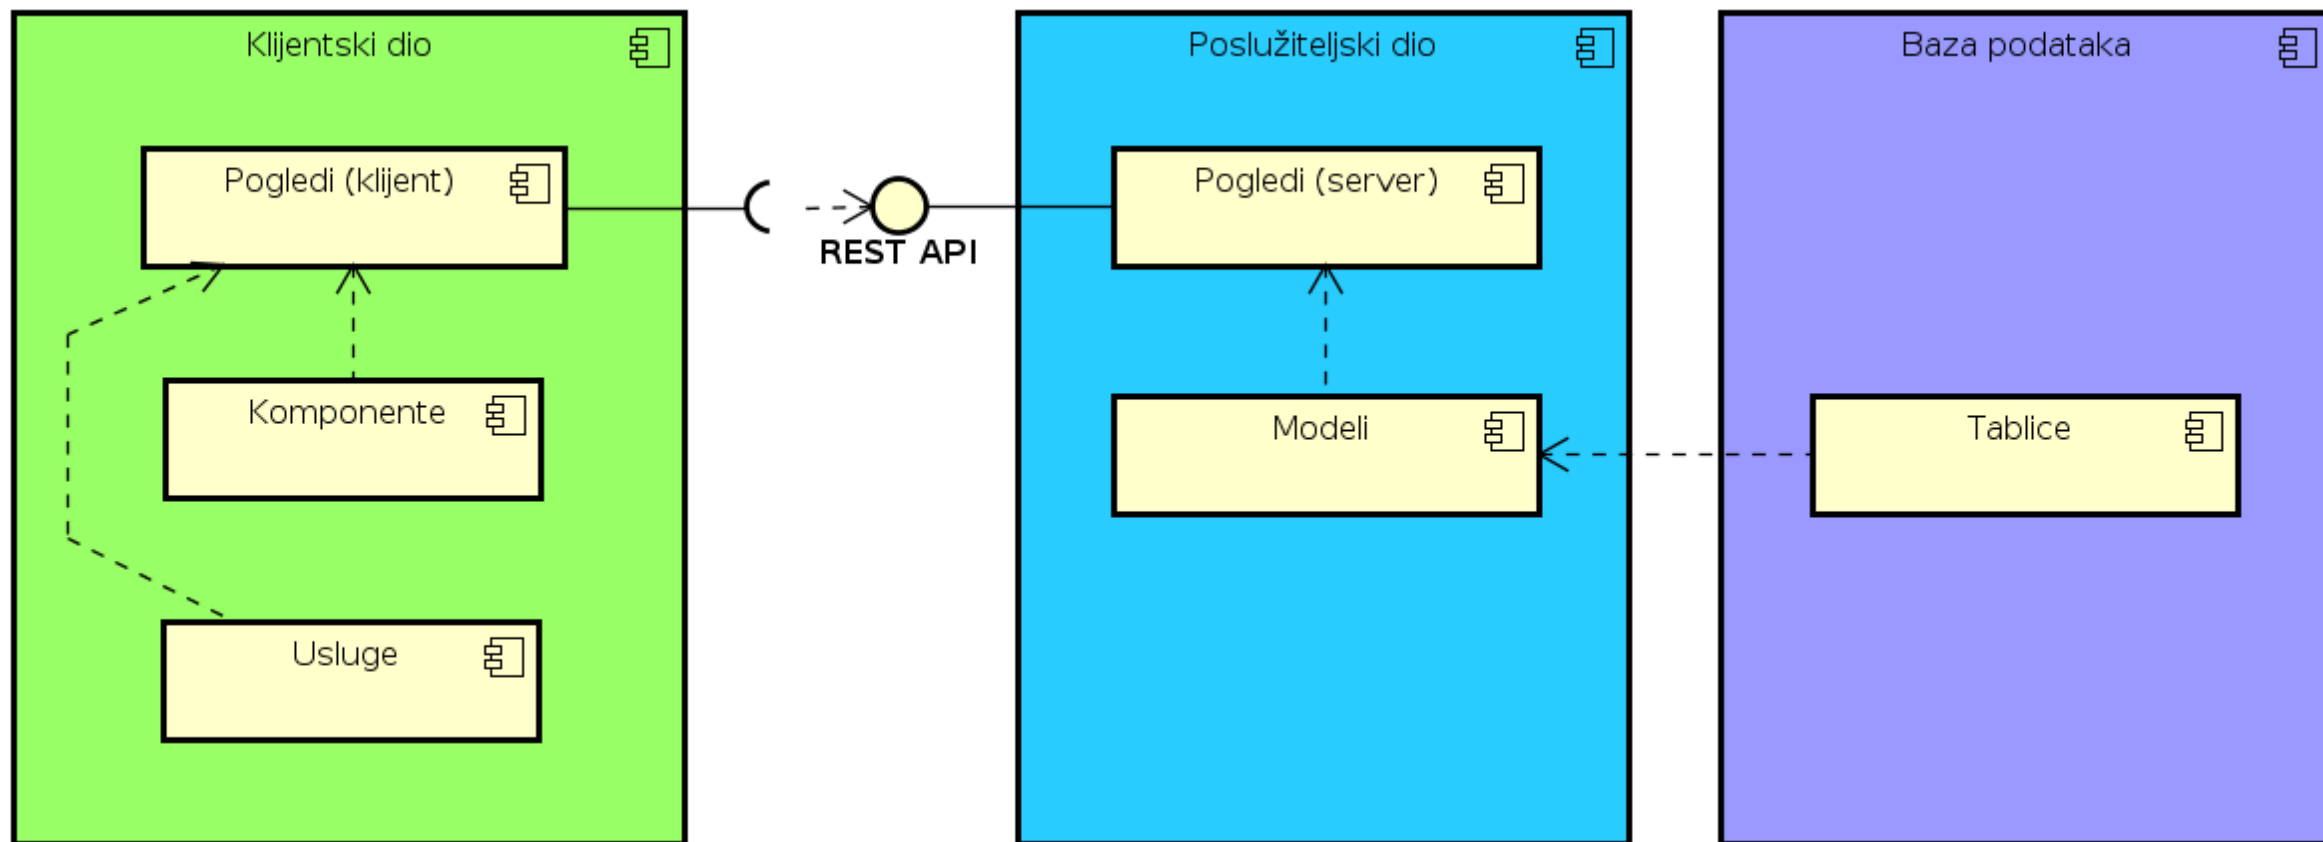 Klijentski dio
Poslužiteljski dio
Baza podataka
Pogledi (klijent)
Pogledi (server)
REST API
Komponente
Modeli
Tablice
Usluge